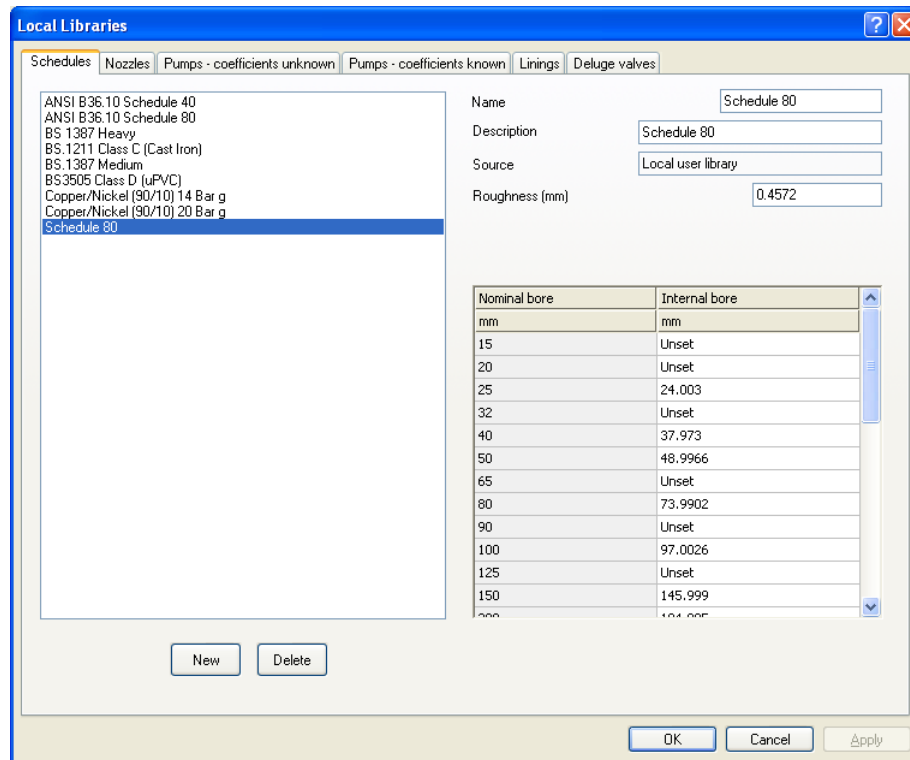 Local Libraries
Schedules Nozzles Pumps - coefficients unknown Pumps - coefficients known Linings Deluge valves
ANSI B36.10 Schedule 40
ANSI B36.10 Schedule 80
BS 1387 Heavy
BS.1211 Class C (Cast Iron)
BS.1387 Medium
BS3505 Class D (uPVC)
Copper/Nickel (90/10) 14 Bar g
Copper/Nickel (90/10) 20 Bar g
Schedule 80
Name Schedule 80
Description Schedule 80
Source Local user library
Roughness (mm) 0.4572
Nominal bore Internal bore
mm mm
15 Unset
20 Unset
25 24.003
32 Unset
40 37.973
50 48.9966
65 Unset
80 73.9902
90 Unset
100 97.0026
125 Unset
150 145.999
New Delete
OK Cancel Apply